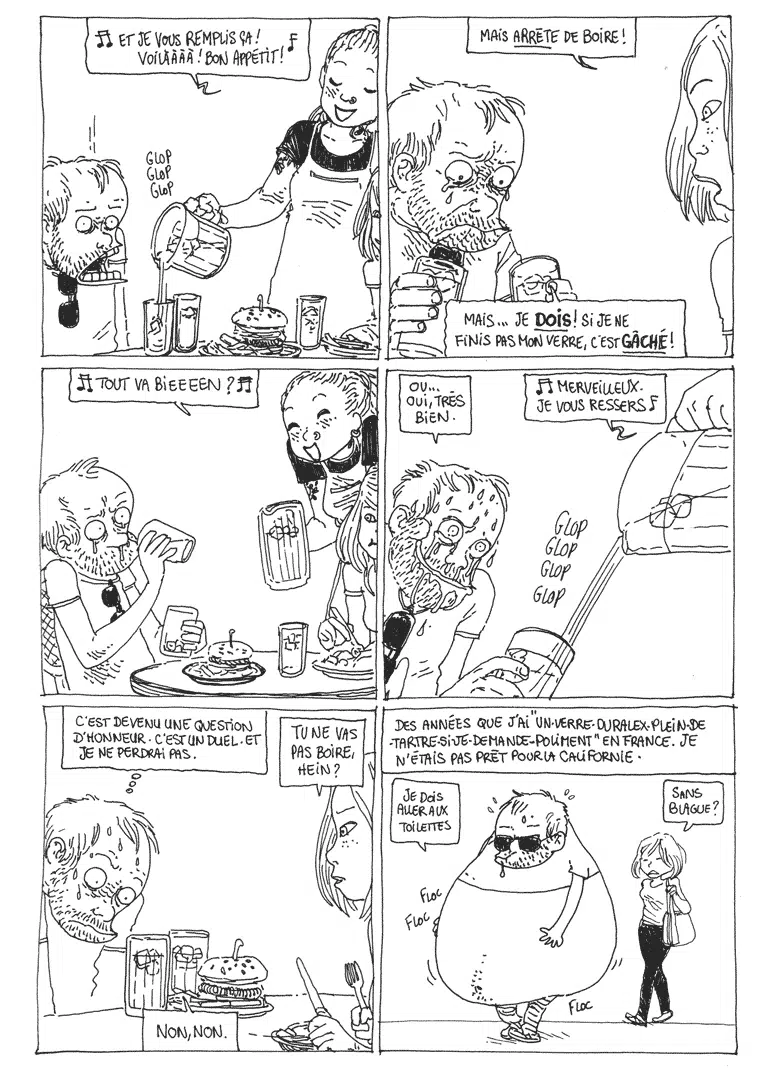 ♫ ET JE VOUS REMPLIS ÇA! ♪
VOILÀÀÀÀ! BON APPÉTIT!
GLOP
GLOP
GLOP
MAIS ARRÊTE DE BOIRE!
MAIS... JE DOIS! SI JE NE
FINIS PAS MON VERRE, C'EST GÂCHÉ!
♫ TOUT VA BIEEEEN? ♫
OU...
OUI, TRÈS
BIEN.
♫ MERVEILLEUX.
JE VOUS RESSERS ♪
GLOP
GLOP
GLOP
GLOP
C'EST DEVENU UNE QUESTION
D'HONNEUR. C'EST UN DUEL. ET
JE NE PERDRAI PAS.
TU NE VAS
PAS BOIRE,
HEIN?
NON, NON.
DES ANNÉES QUE J'AI "UN-VERRE-DURALEX-PLEIN-DE
-TARTRE-SI-JE-DEMANDE-POLIMENT" EN FRANCE. JE
N'ÉTAIS PAS PRÊT POUR LA CALIFORNIE.
JE DOIS
ALLER AUX
TOILETTES
SANS
BLAGUE?
FLOC
FLOC
FLOC